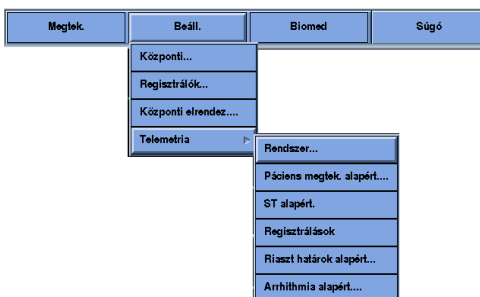 Megtek. Beáll. Biomed Súgó
Központi...
Regisztrálók...
Központi elrendez....
Telemetria
Rendszer...
Páciens megtek. alapért....
ST alapért.
Regisztrálások
Riaszt határok alapért...
Arrhithmia alapért....